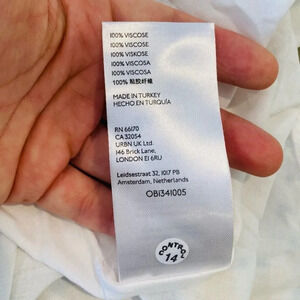 100% VISCOSE
100% VISCOSE
100% VISKOSE
100% VISCOSA
100% VISCOSA
100% 粘胶纤维
MADE IN TURKEY
HECHO EN TURQUÍA
RN 66170
CA 32054
URBN UK Ltd.
146 Brick Lane,
LONDON E1 6RU
Leidsestraat 32, 1017 PB
Amsterdam, Netherlands
OB1341005
CONTROL
14